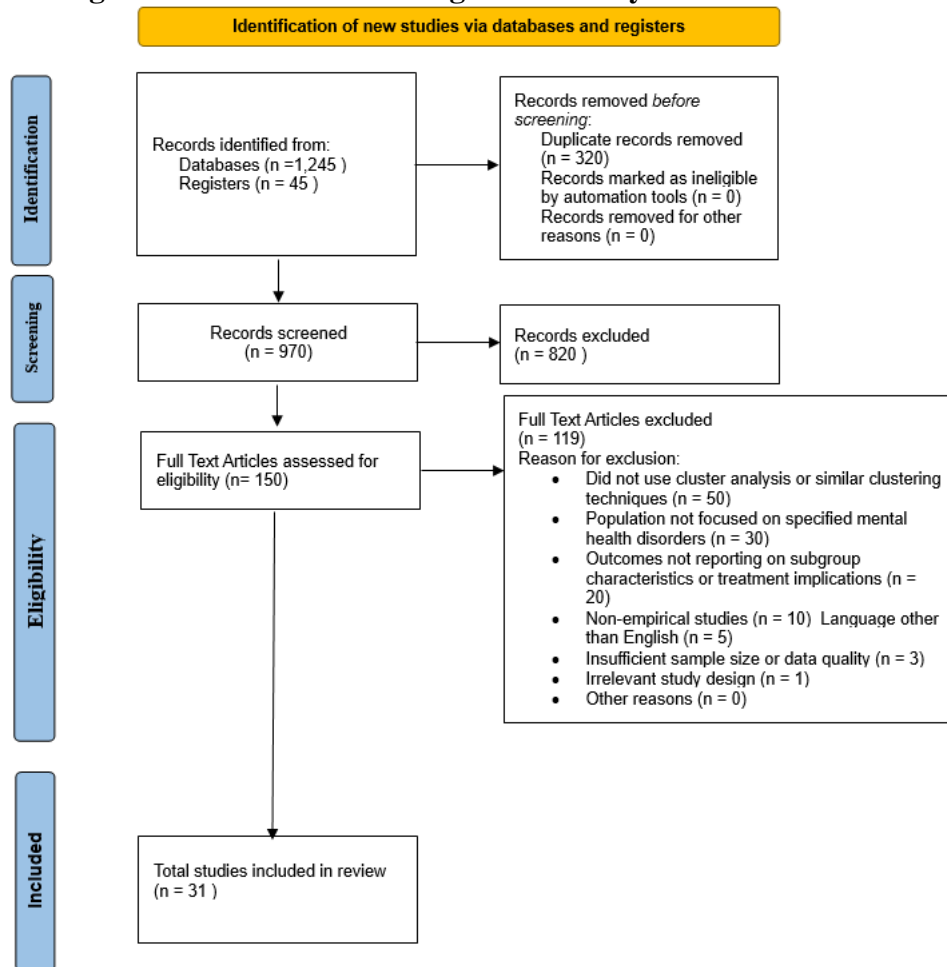 Identification of new studies via databases and registers
Identification
Records identified from:
Databases (n =1,245 )
Registers (n = 45 )
Records removed before
screening:
Duplicate records removed
(n = 320)
Records marked as ineligible
by automation tools (n = 0)
Records removed for other
reasons (n = 0)
Screening
Records screened
(n = 970)
Records excluded
(n = 820 )
Eligibility
Full Text Articles assessed for
eligibility (n= 150)
Full Text Articles excluded
(n = 119)
Reason for exclusion:
• Did not use cluster analysis or similar clustering
techniques (n = 50)
• Population not focused on specified mental
health disorders (n = 30)
• Outcomes not reporting on subgroup
characteristics or treatment implications (n =
20)
• Non-empirical studies (n = 10) Language other
than English (n = 5)
• Insufficient sample size or data quality (n = 3)
• Irrelevant study design (n = 1)
• Other reasons (n = 0)
Included
Total studies included in review
(n = 31 )